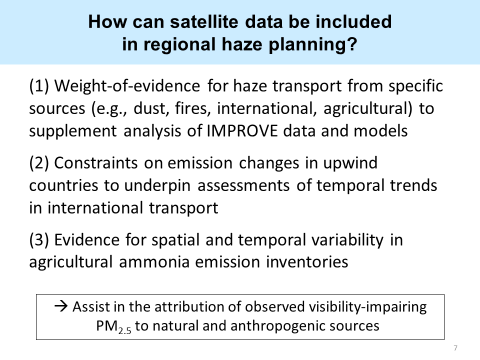 How can satellite data be included
in regional haze planning?
(1) Weight-of-evidence for haze transport from specific
sources (e.g., dust, fires, international, agricultural) to
supplement analysis of IMPROVE data and models
(2) Constraints on emission changes in upwind
countries to underpin assessments of temporal trends
in international transport
(3) Evidence for spatial and temporal variability in
agricultural ammonia emission inventories
→ Assist in the attribution of observed visibility-impairing
PM2.5 to natural and anthropogenic sources
7